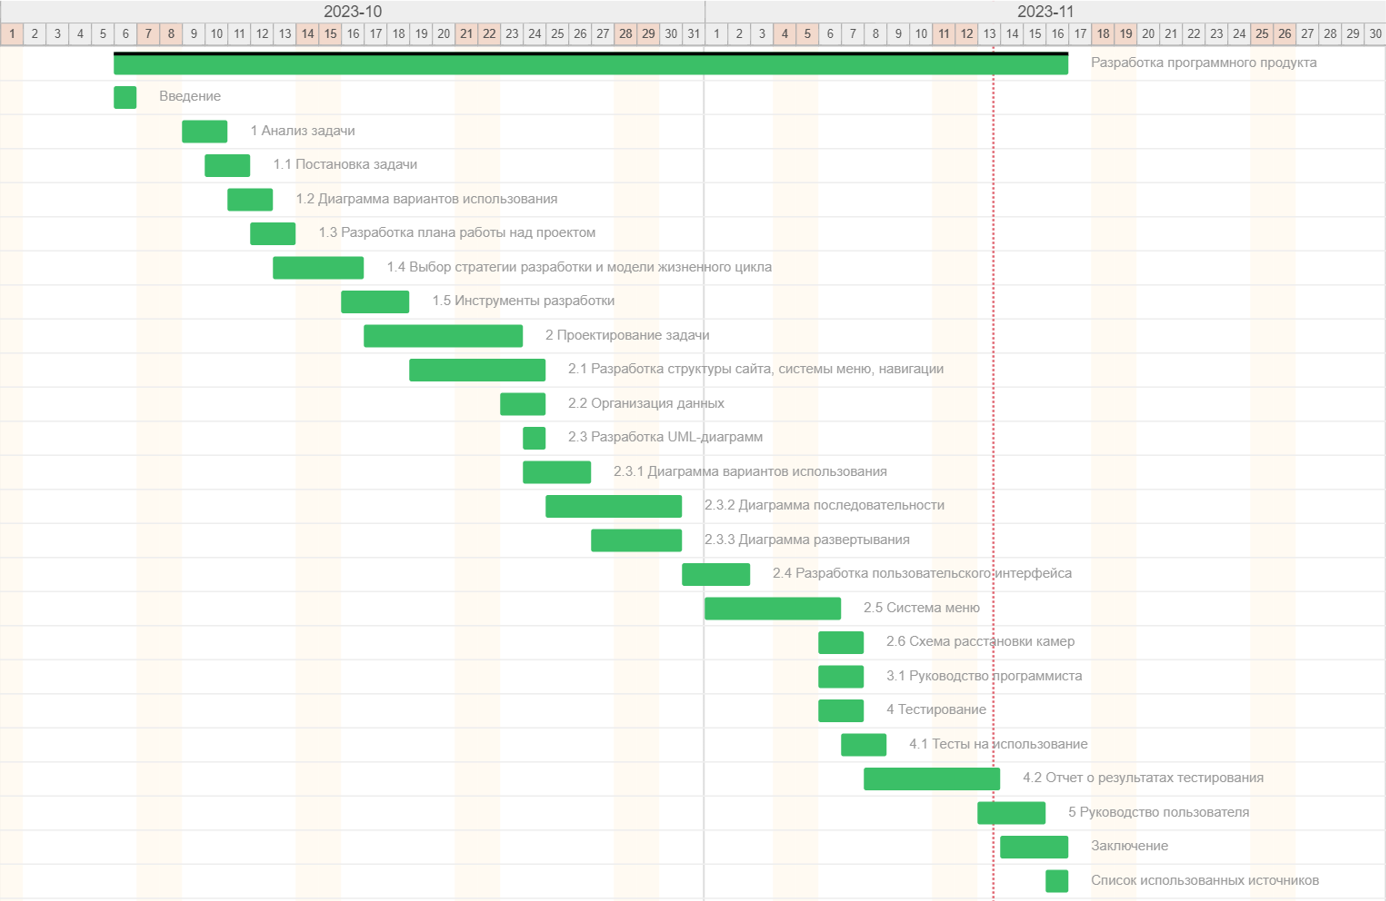 2023-10 2023-11
1 2 3 4 5 6 7 8 9 10 11 12 13 14 15 16 17 18 19 20 21 22 23 24 25 26 27 28 29 30 31 1 2 3 4 5 6 7 8 9 10 11 12 13 14 15 16 17 18 19 20 21 22 23 24 25 26 27 28 29 30
Разработка программного продукта
Введение
1 Анализ задачи
1.1 Постановка задачи
1.2 Диаграмма вариантов использования
1.3 Разработка плана работы над проектом
1.4 Выбор стратегии разработки и модели жизненного цикла
1.5 Инструменты разработки
2 Проектирование задачи
2.1 Разработка структуры сайта, системы меню, навигации
2.2 Организация данных
2.3 Разработка UML-диаграмм
2.3.1 Диаграмма вариантов использования
2.3.2 Диаграмма последовательности
2.3.3 Диаграмма развертывания
2.4 Разработка пользовательского интерфейса
2.5 Система меню
2.6 Схема расстановки камер
3.1 Руководство программиста
4 Тестирование
4.1 Тесты на использование
4.2 Отчет о результатах тестирования
5 Руководство пользователя
Заключение
Список использованных источников